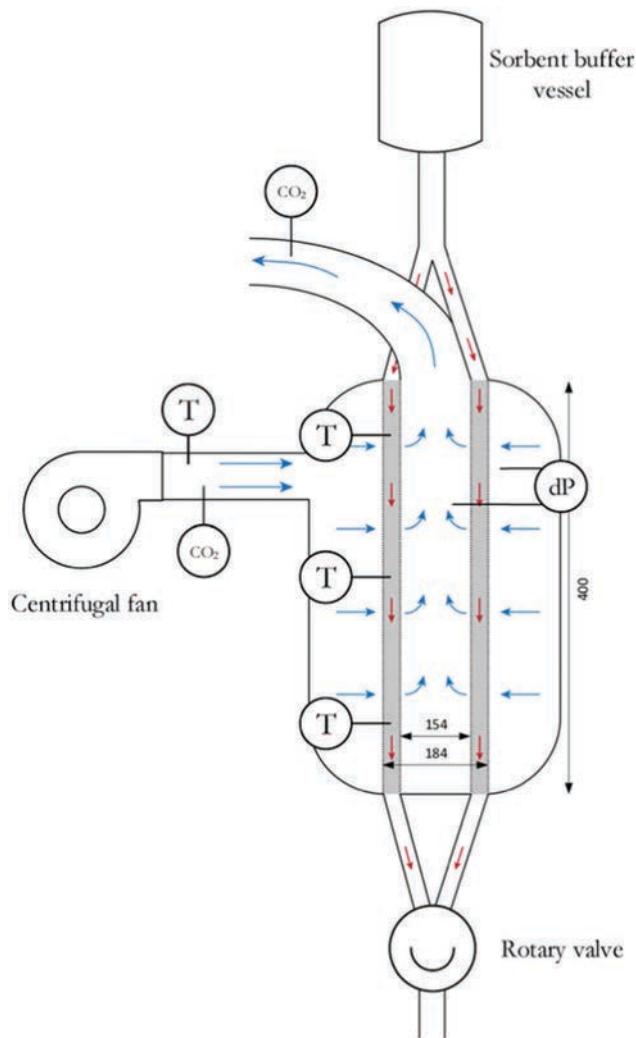 Sorbent buffer
vessel
CO₂
T
T
dP
CO₂
Centrifugal fan
T
400
T
154
184
Rotary valve